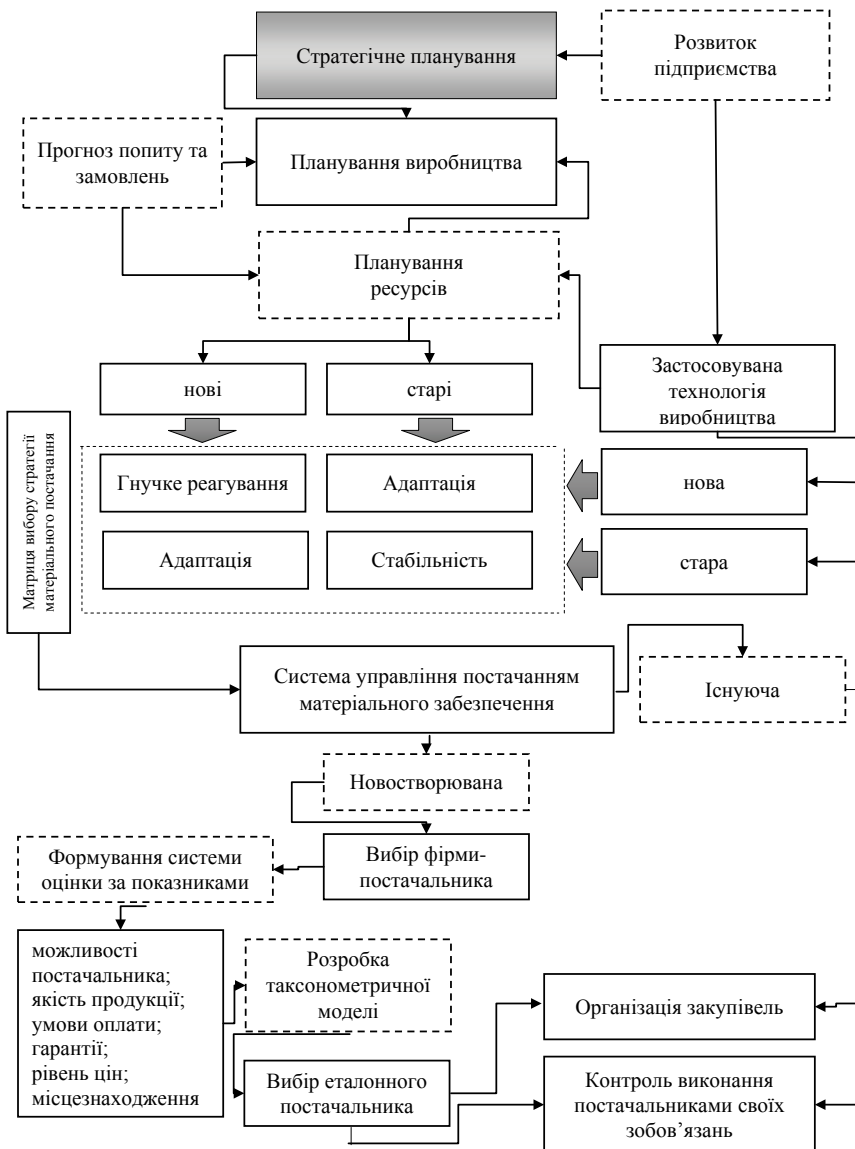 Стратегічне планування
Розвиток
підприємства
Прогноз попиту та
замовлень
Планування виробництва
Планування
ресурсів
нові
старі
Застосовувана
технологія
виробництва
Матриця вибору стратегії
матеріального постачання
Гнучке реагування
Адаптація
нова
Адаптація
Стабільність
стара
Система управління постачанням
матеріального забезпечення
Існуюча
Новостворювана
Формування системи
оцінки за показниками
Вибір фірми-
постачальника
можливості
постачальника;
якість продукції;
умови оплати;
гарантії;
рівень цін;
місцезнаходження
Розробка
таксонометричної
моделі
Організація закупівель
Вибір еталонного
постачальника
Контроль виконання
постачальниками своїх
зобов’язань